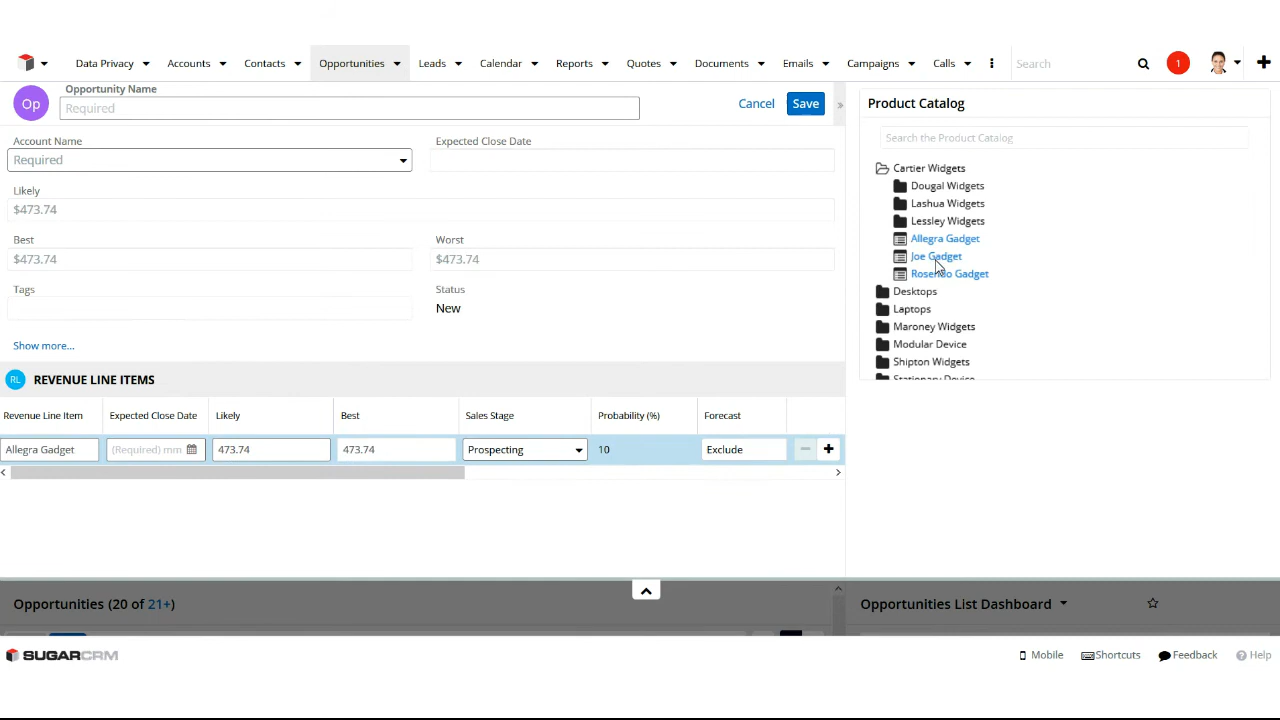 Data Privacy Accounts Contacts Opportunities Leads Calendar Reports Quotes Documents Emails Campaigns Calls Search 1
Op
Opportunity Name
Required
Cancel Save
»
Account Name
Required
Expected Close Date
Likely
$473.74
Best
$473.74
Worst
$473.74
Tags
Status
New
Show more...
RL REVENUE LINE ITEMS
Revenue Line Item Expected Close Date Likely Best Sales Stage Probability (%) Forecast
Allegra Gadget (Required) mm 473.74 473.74 Prospecting 10 Exclude
Product Catalog
Search the Product Catalog
Cartier Widgets
Dougal Widgets
Lashua Widgets
Lessley Widgets
Allegra Gadget
Joe Gadget
Rosendo Gadget
Desktops
Laptops
Maroney Widgets
Modular Device
Shipton Widgets
Stationary Device
Opportunities (20 of 21+)
Opportunities List Dashboard
SUGARCRM
Mobile Shortcuts Feedback Help